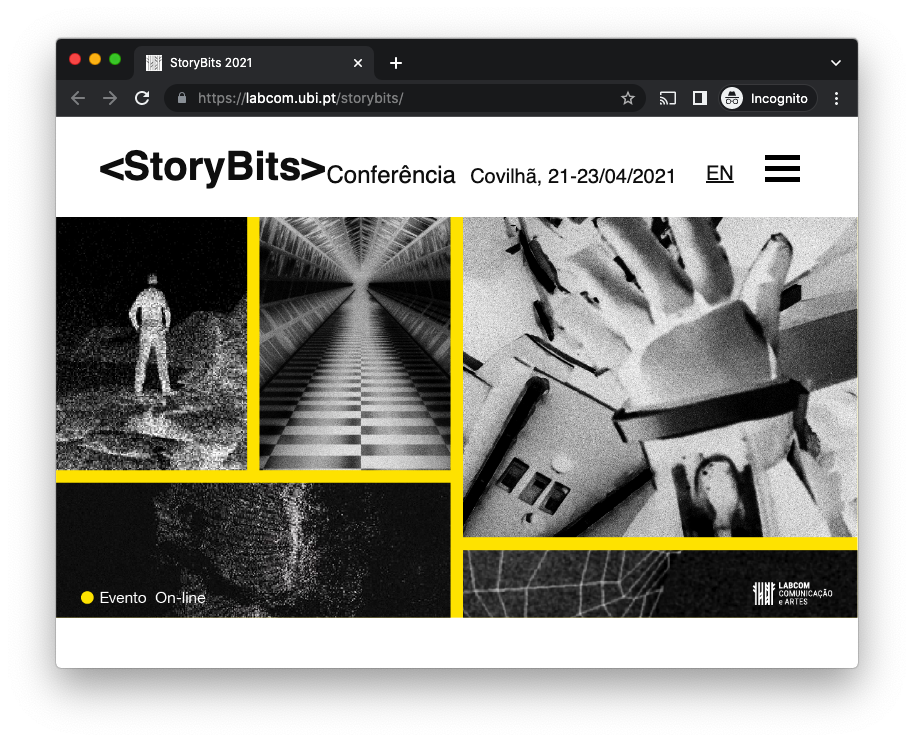 StoryBits 2021
https://labcom.ubi.pt/storybits/
Incognito
<StoryBits> Conferência Covilhã, 21-23/04/2021 EN
Evento On-line
LABCOM
COMUNICAÇÃO
e ARTES